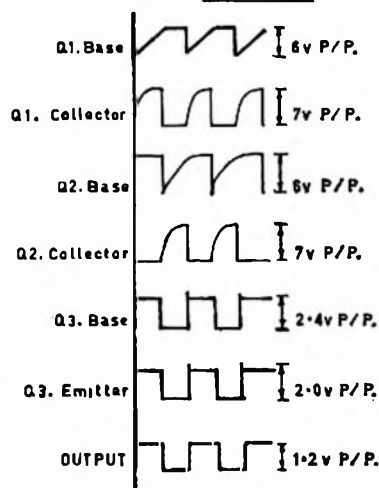 Q1. Base 6v P/P.
Q1. Collector 7v P/P.
Q2. Base 6v P/P.
Q2. Collector 7v P/P.
Q3. Base 2·4v P/P.
Q3. Emitter 2·0v P/P.
OUTPUT 1·2v P/P.